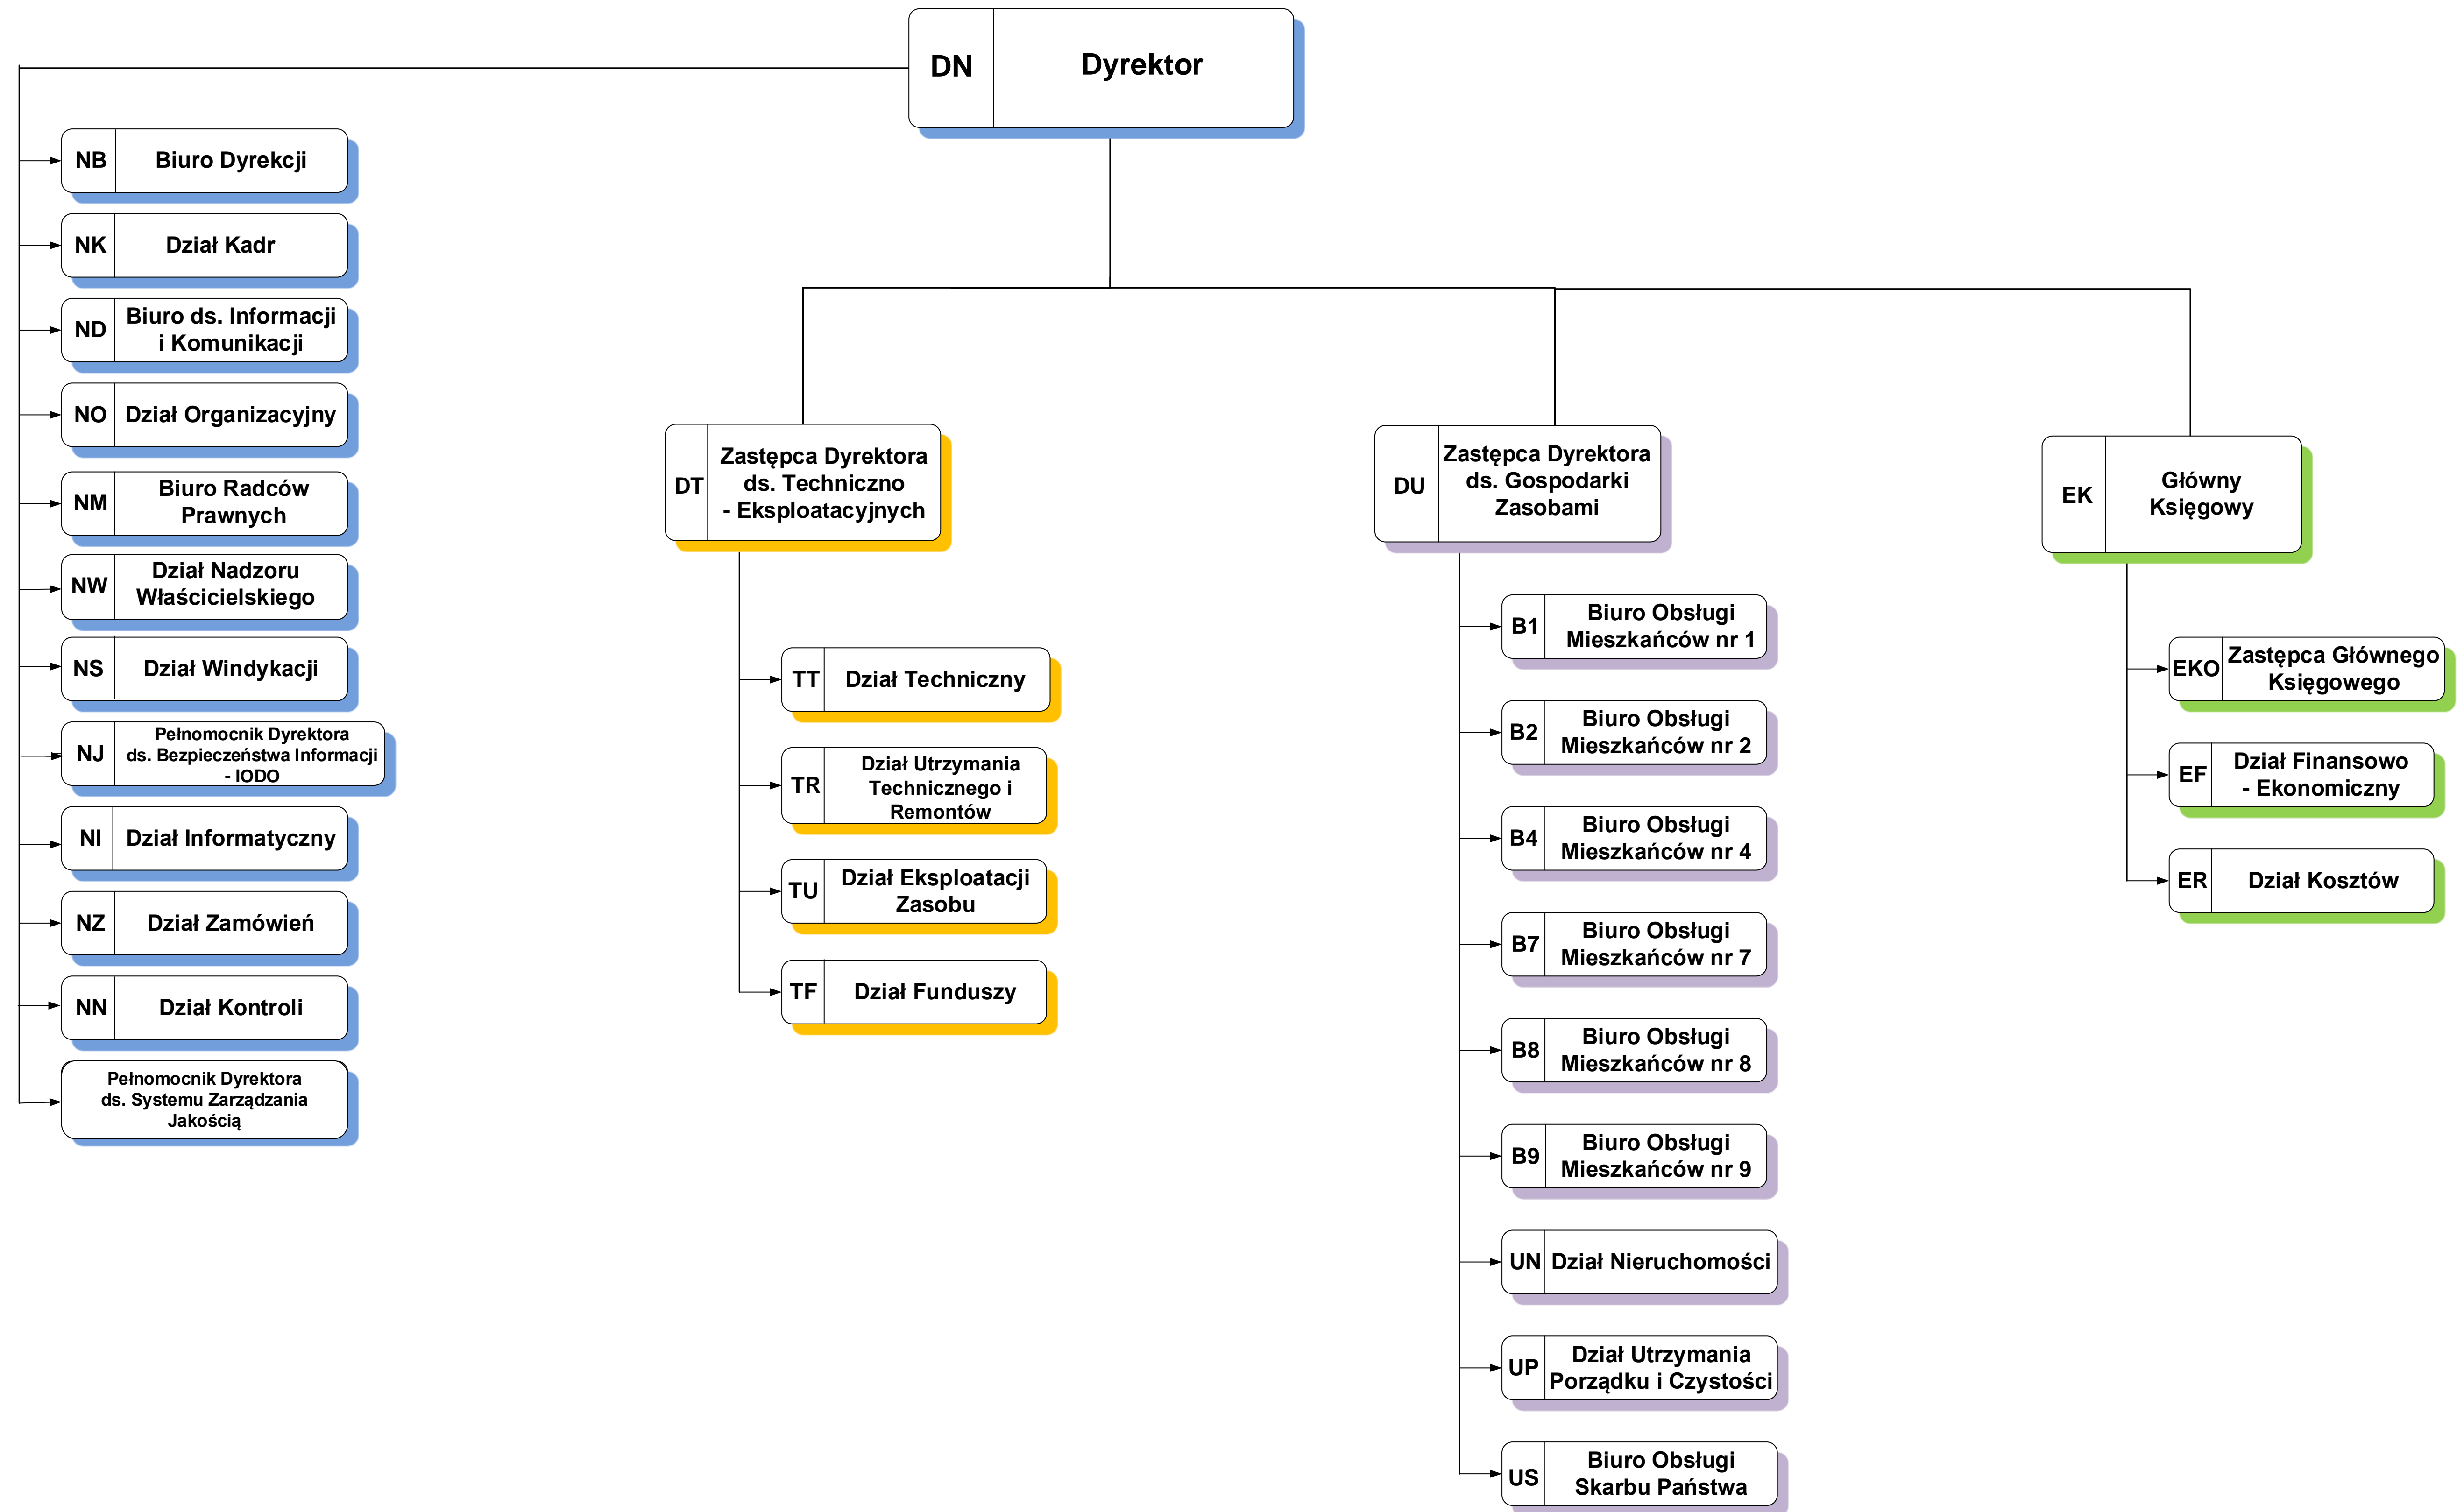 DN
Dyrektor
NB
Biuro Dyrekcji
NK
Dział Kadr
ND
Biuro ds. Informacji
i Komunikacji
NO
Dział Organizacyjny
NM
Biuro Radców
Prawnych
NW
Dział Nadzoru
Właścicielskiego
NS
Dział Windykacji
NJ
Pełnomocnik Dyrektora
ds. Bezpieczeństwa Informacji
- IODO
NI
Dział Informatyczny
NZ
Dział Zamówień
NN
Dział Kontroli
Pełnomocnik Dyrektora
ds. Systemu Zarządzania
Jakością
DT
Zastępca Dyrektora
ds. Techniczno
- Eksploatacyjnych
TT
Dział Techniczny
TR
Dział Utrzymania
Technicznego i
Remontów
TU
Dział Eksploatacji
Zasobu
TF
Dział Funduszy
DU
Zastępca Dyrektora
ds. Gospodarki
Zasobami
B1
Biuro Obsługi
Mieszkańców nr 1
B2
Biuro Obsługi
Mieszkańców nr 2
B4
Biuro Obsługi
Mieszkańców nr 4
B7
Biuro Obsługi
Mieszkańców nr 7
B8
Biuro Obsługi
Mieszkańców nr 8
B9
Biuro Obsługi
Mieszkańców nr 9
UN
Dział Nieruchomości
UP
Dział Utrzymania
Porządku i Czystości
US
Biuro Obsługi
Skarbu Państwa
EK
Główny
Księgowy
EKO
Zastępca Głównego
Księgowego
EF
Dział Finansowo
- Ekonomiczny
ER
Dział Kosztów